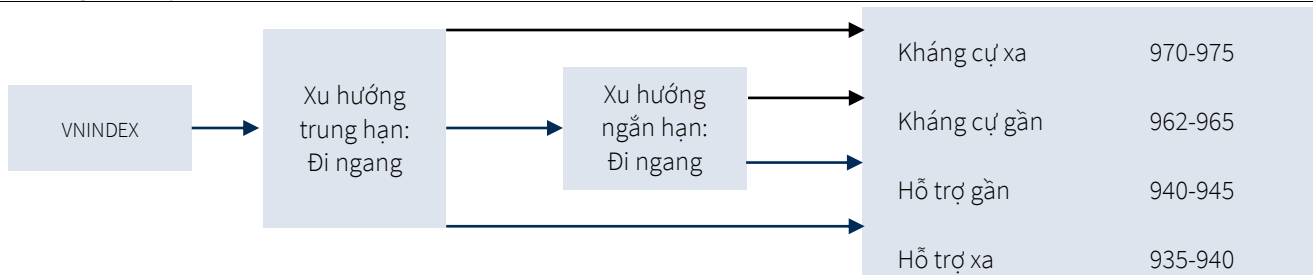 VNINDEX
Xu hướng
trung hạn:
Đi ngang
Xu hướng
ngắn hạn:
Đi ngang
Kháng cự xa 970-975
Kháng cự gần 962-965
Hỗ trợ gần 940-945
Hỗ trợ xa 935-940